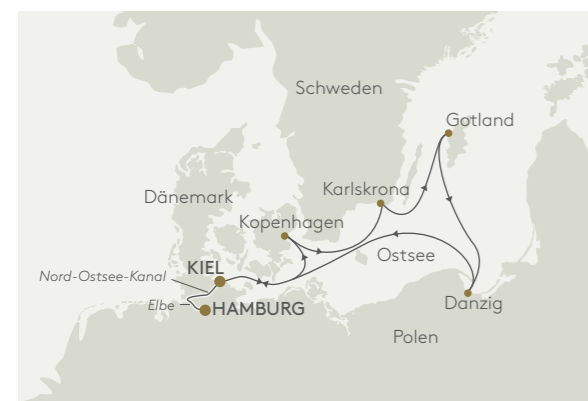 Schweden
Gotland
Dänemark
Karlskrona
Kopenhagen
Ostsee
KIEL
Nord-Ostsee-Kanal
Elbe
HAMBURG
Danzig
Polen